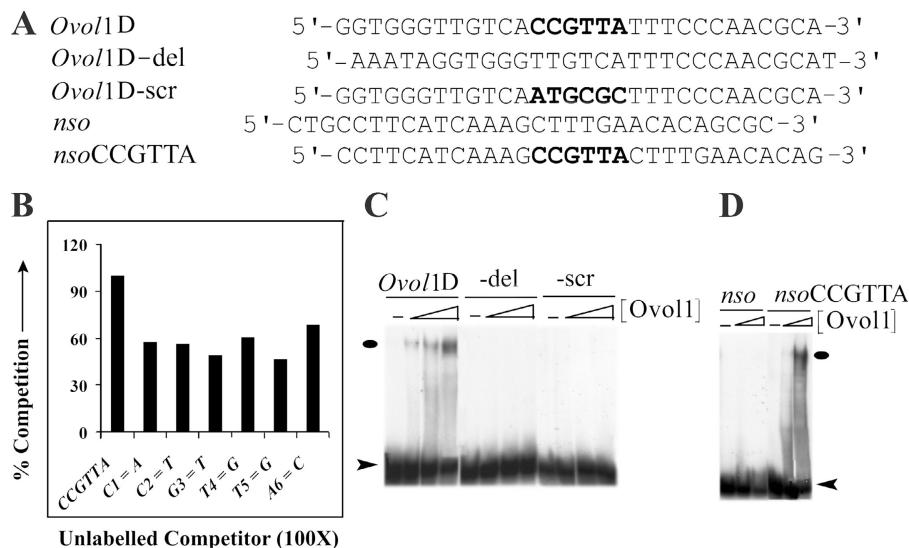 A
Ovol1D 5'-GGTGGGTTGTCACCGTTATTTCCCAACGCA-3'
Ovol1D-del 5'-AAATAGGTGGGTTGTCATTTCCCAACGCAT-3'
Ovol1D-scr 5'-GGTGGGTTGTCAATGCGCTTTCCCAACGCA-3'
nso 5'-CTGCCTTCATCAAAGCTTTGAACACAGCGC-3'
nsoCCGTTA 5'-CCTTCATCAAAGCCGTTACTTTGAACACAG-3'
B
% Competition
120
90
60
30
0
CCGTTA
C1 = A
C2 = T
G3 = T
T4 = G
T5 = G
A6 = C
Unlabelled Competitor (100X)
C
Ovol1D -del -scr
– – – [Ovol1]
D
nso nsoCCGTTA
– – [Ovol1]